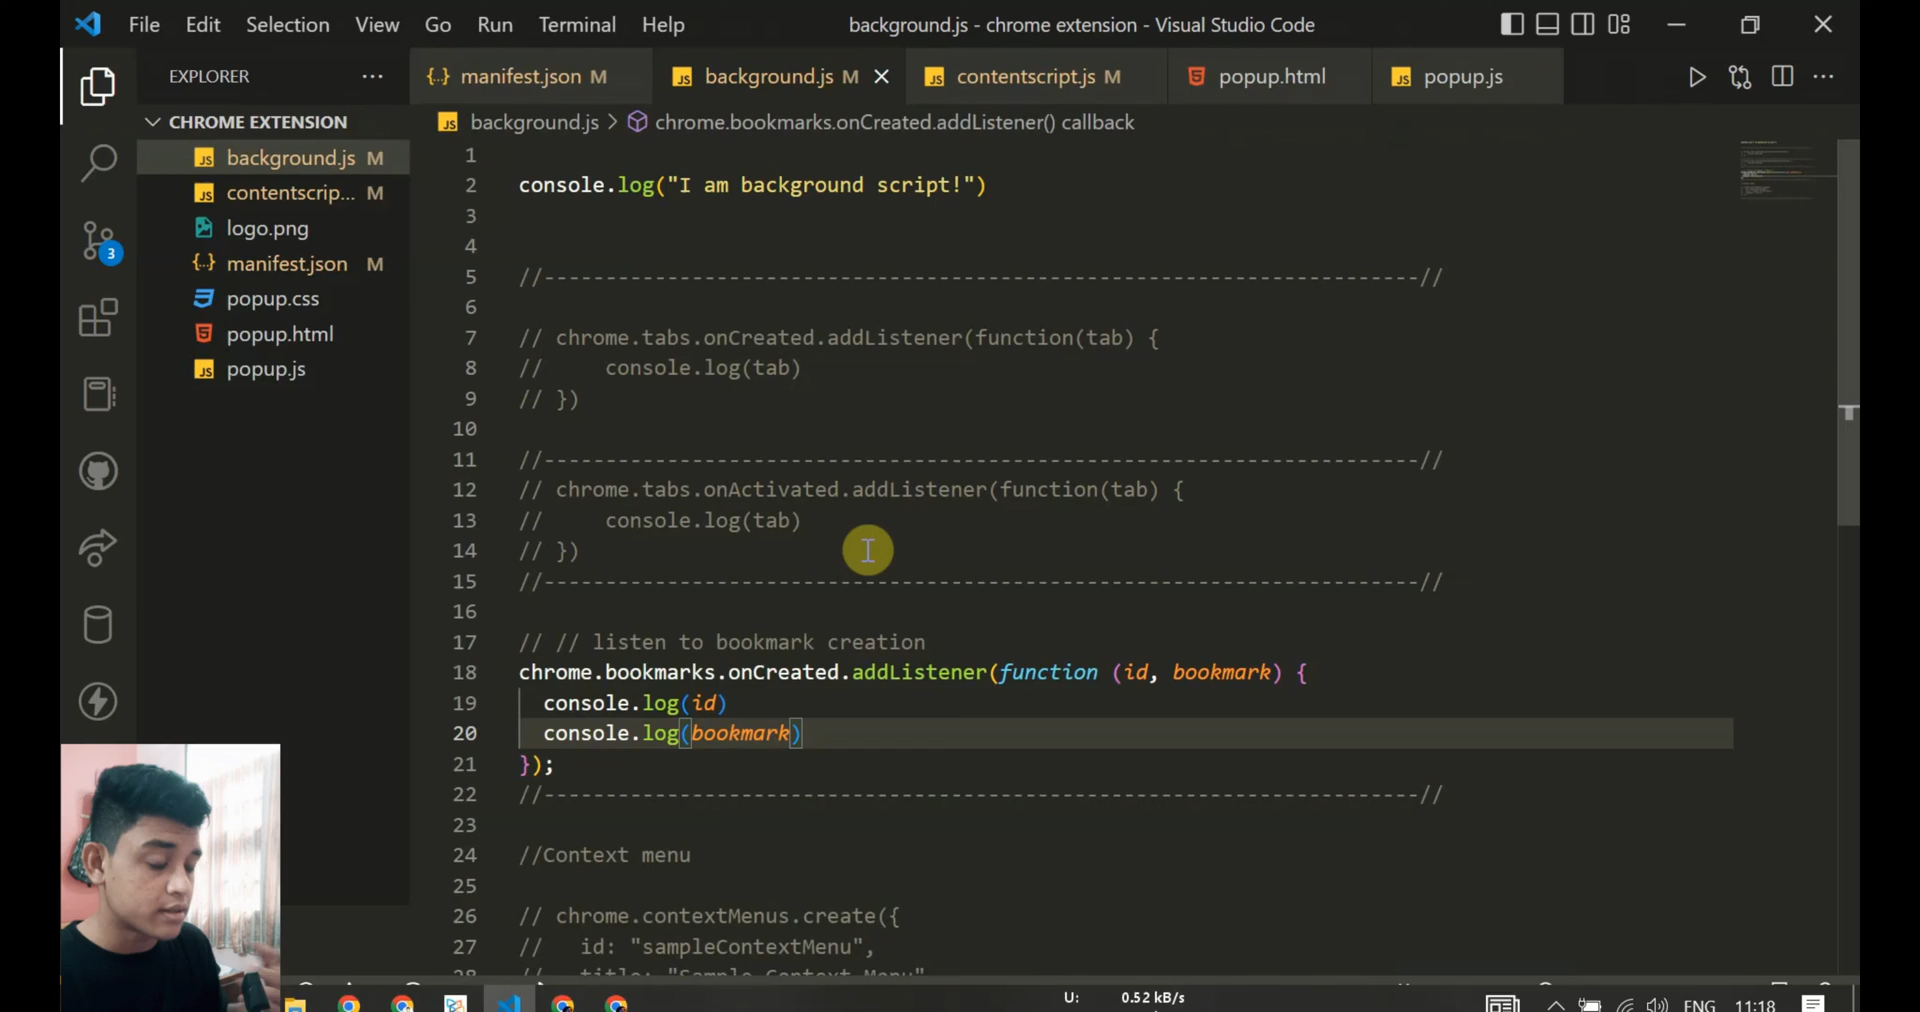 File Edit Selection View Go Run Terminal Help
background.js - chrome extension - Visual Studio Code
EXPLORER
manifest.json M
background.js M
contentscript.js M
popup.html
popup.js
CHROME EXTENSION
background.js M
contentscrip... M
logo.png
manifest.json M
popup.css
popup.html
popup.js
3
background.js > chrome.bookmarks.onCreated.addListener() callback
1
2 console.log("I am background script!")
3
4
5 //-----------------------------------------------------------------------//
6
7 // chrome.tabs.onCreated.addListener(function(tab) {
8 //     console.log(tab)
9 // })
10
11 //-----------------------------------------------------------------------//
12 // chrome.tabs.onActivated.addListener(function(tab) {
13 //     console.log(tab)
14 // })
15 //-----------------------------------------------------------------------//
16
17 // // listen to bookmark creation
18 chrome.bookmarks.onCreated.addListener(function (id, bookmark) {
19   console.log(id)
20   console.log(bookmark)
21 });
22 //-----------------------------------------------------------------------//
23
24 //Context menu
25
26 // chrome.contextMenus.create({
27 //   id: "sampleContextMenu",
28 //   title: "Sample Context Menu"
U: 0.52 kB/s
ENG 11:18